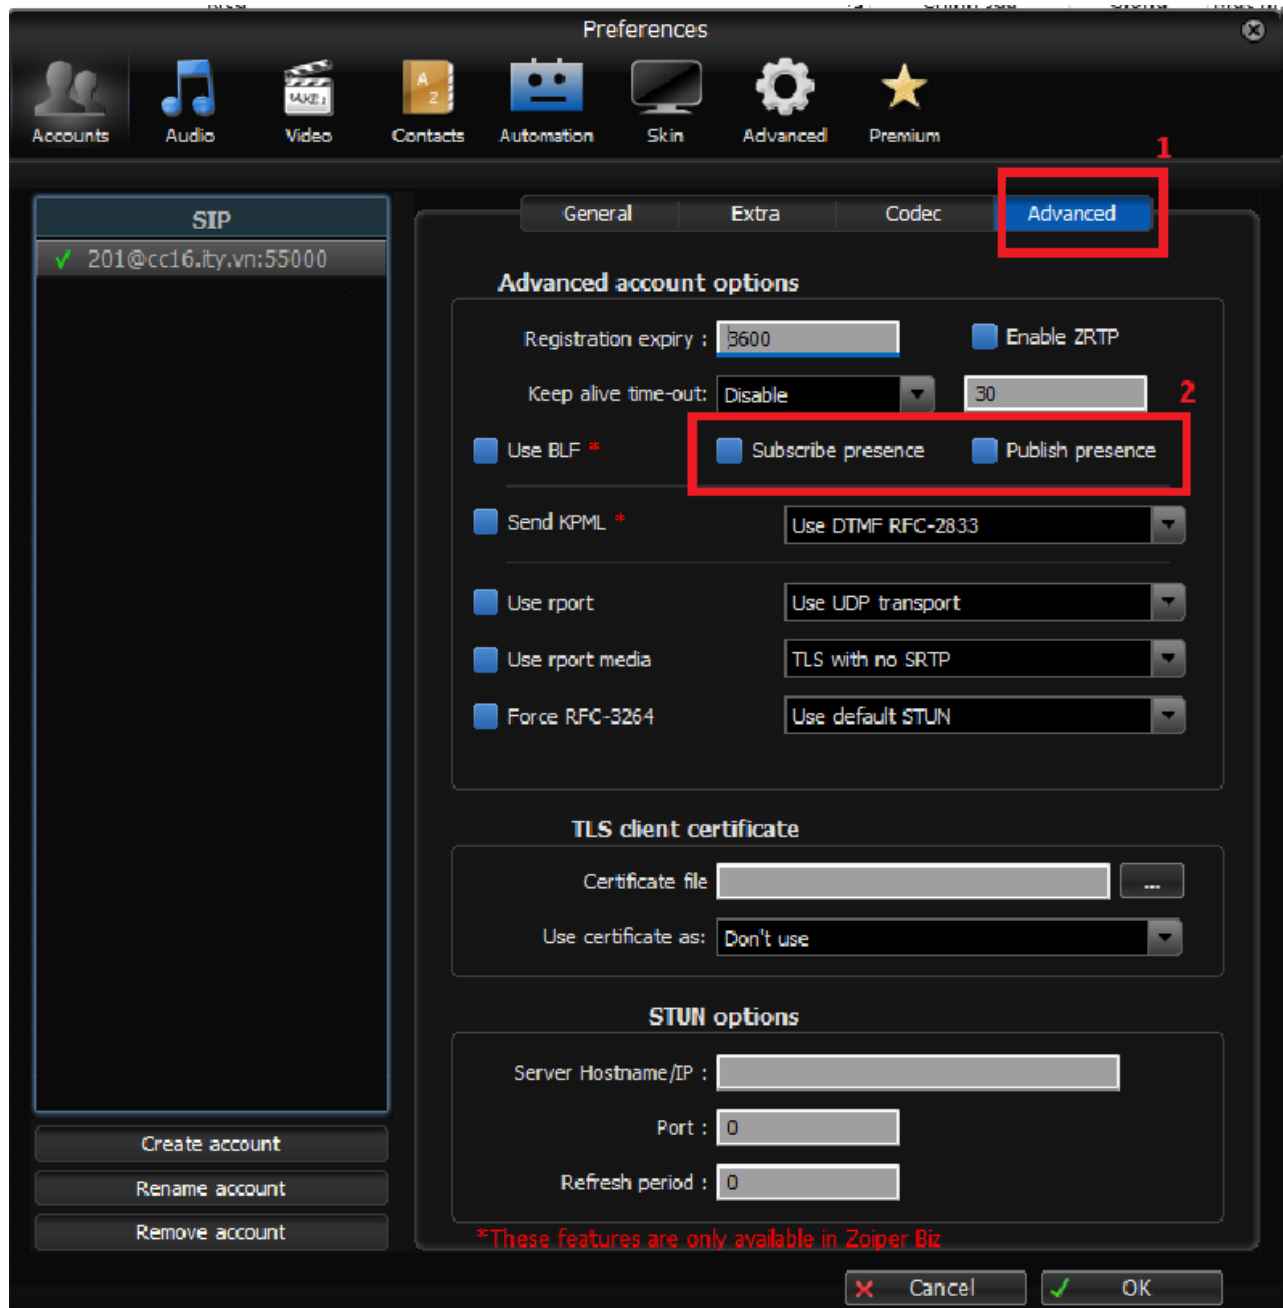 Preferences
Accounts Audio Video Contacts Automation Skin Advanced Premium
1
SIP
201@cc16.ity.vn:55000
General Extra Codec Advanced
Advanced account options
Registration expiry : 3600 Enable ZRTP
Keep alive time-out: Disable 30
2
Use BLF * Subscribe presence Publish presence
Send KPML * Use DTMF RFC-2833
Use rport Use UDP transport
Use rport media TLS with no SRTP
Force RFC-3264 Use default STUN
TLS client certificate
Certificate file ...
Use certificate as: Don't use
STUN options
Server Hostname/IP :
Port : 0
Refresh period : 0
Create account
Rename account
Remove account
*These features are only available in Zoiper Biz
Cancel OK